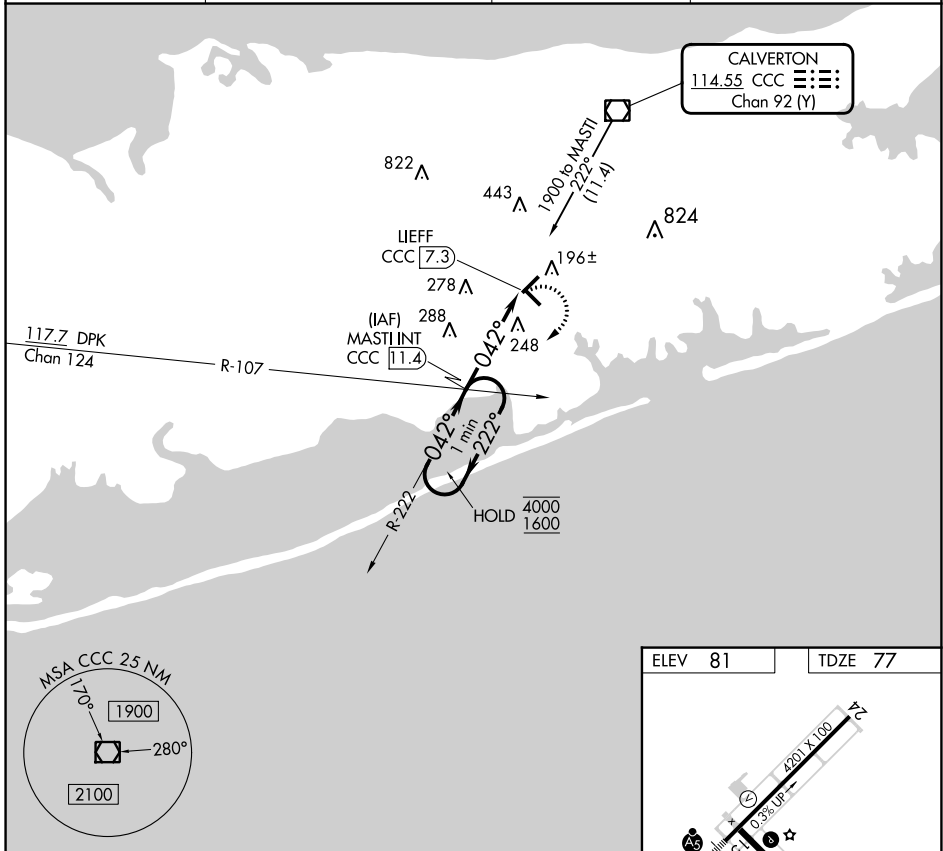 CALVERTON
114.55 CCC
Chan 92 (Y)
1900 to MASTI
222°
(11.4)
822
443
824
LIEFF
CCC 7.3
196±
278
(IAF)
MASTI INT
CCC 11.4
288
248
042°
117.7 DPK
Chan 124
R-107
042°
1 min
222°
R-222
HOLD 4000
1600
MSA CCC 25 NM
170°
1900
280°
2100
ELEV 81
TDZE 77
24
4201 X 100
0.3% UP
V
A5
P